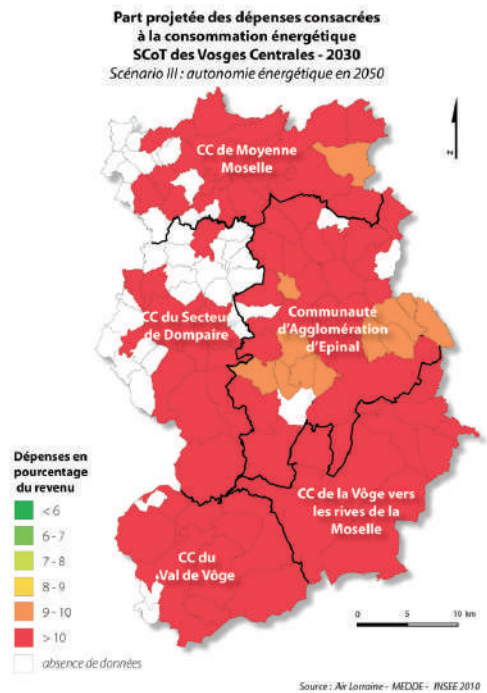 Part projetée des dépenses consacrées
à la consommation énergétique
SCoT des Vosges Centrales - 2030
Scénario III : autonomie énergétique en 2050
N
CC de Moyenne
Moselle
CC du Secteur
de Dompaire
Communauté
d'Agglomération
d'Epinal
CC de la Vôge vers
les rives de la
Moselle
CC du
Val de Vôge
Dépenses en
pourcentage
du revenu
< 6
6 - 7
7 - 8
8 - 9
9 - 10
> 10
absence de données
0 5 10 km
Source : Air Lorraine - MEDDE - INSEE 2010